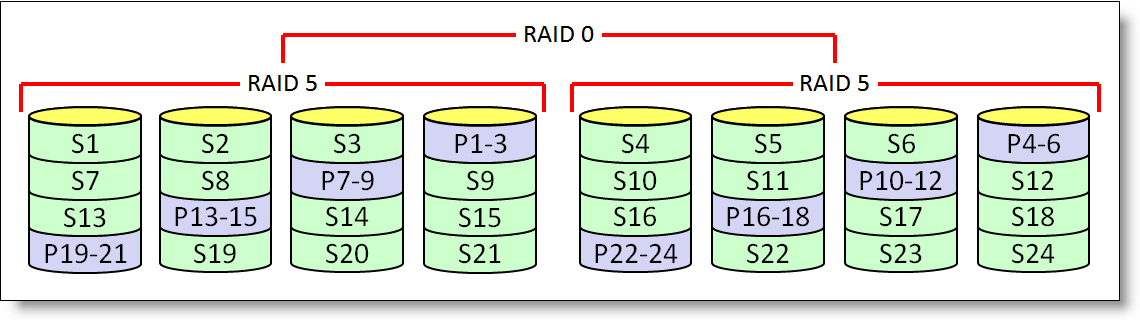 RAID 0
RAID 5 RAID 5
S1 S2 S3 P1-3 S4 S5 S6 P4-6
S7 S8 P7-9 S9 S10 S11 P10-12 S12
S13 P13-15 S14 S15 S16 P16-18 S17 S18
P19-21 S19 S20 S21 P22-24 S22 S23 S24